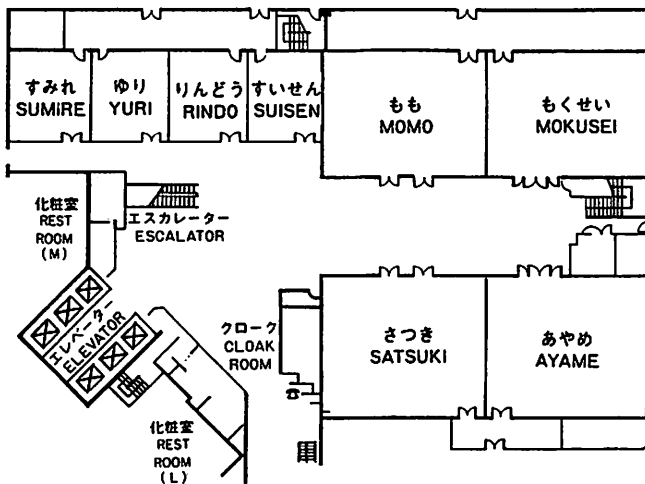 すみれ
SUMIRE
ゆり
YURI
りんどう
RINDO
すいせん
SUISEN
もも
MOMO
もくせい
MOKUSEI
化粧室
REST
ROOM
(M)
エスカレーター
ESCALATOR
エレベーター
ELEVATOR
クローク
CLOAK
ROOM
さつき
SATSUKI
あやめ
AYAME
化粧室
REST
ROOM
(L)